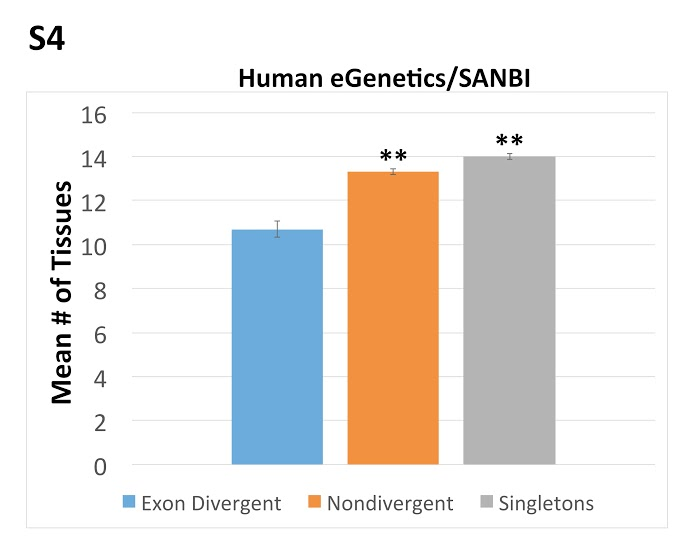 S4
Human eGenetics/SANBI
Mean # of Tissues
16
14
12
10
8
6
4
2
0
**
**
Exon Divergent
Nondivergent
Singletons